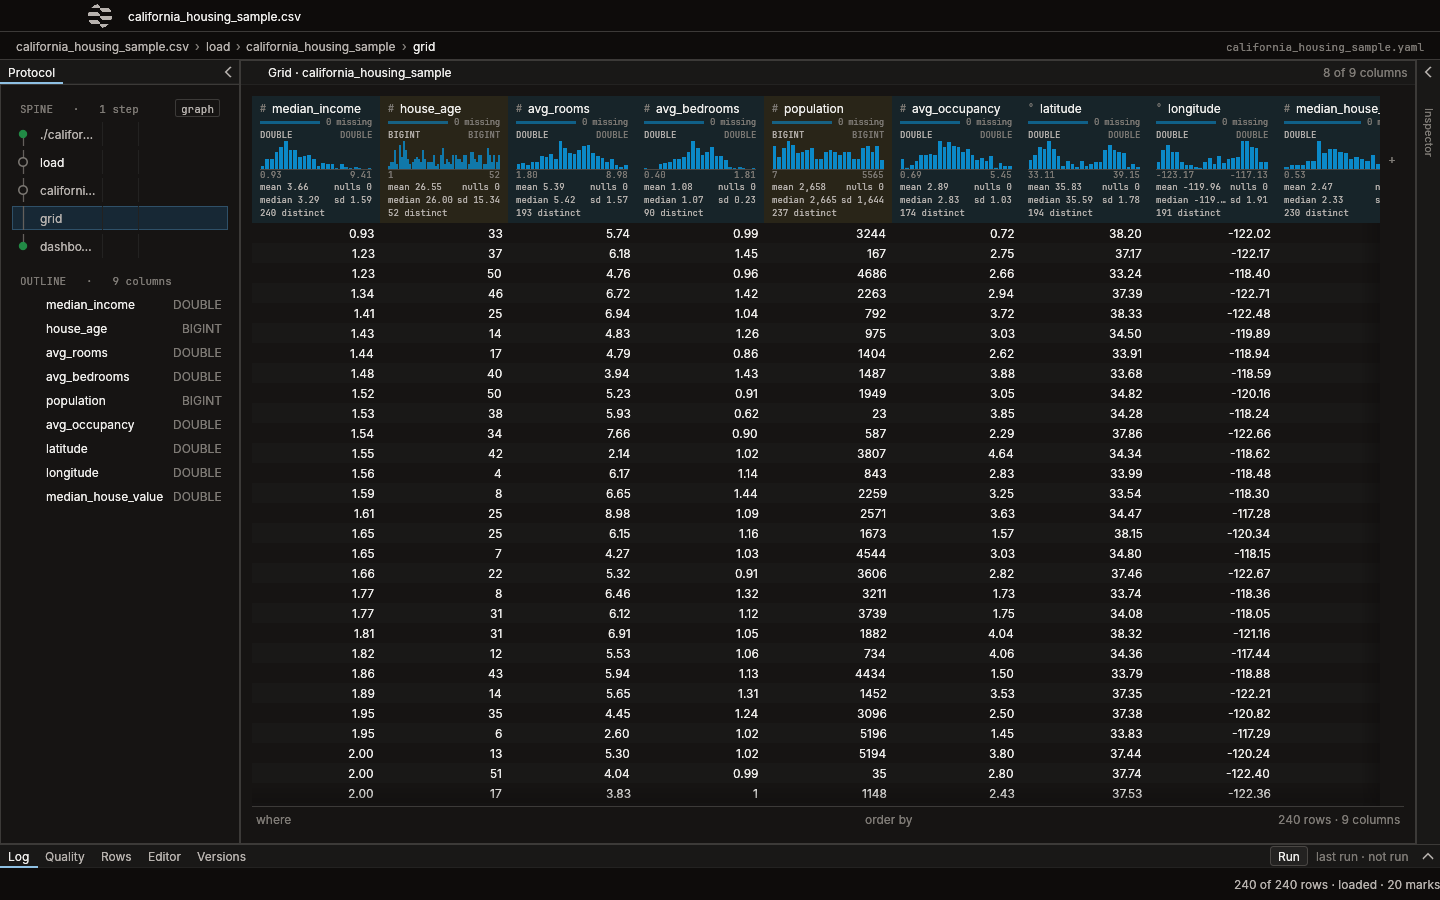 california_housing_sample.csv
california_housing_sample.csv › load › california_housing_sample › grid
california_housing_sample.yaml
Protocol
SPINE · 1 step graph
./califor...
load
californi...
grid
dashbo...
OUTLINE · 9 columns
median_income DOUBLE
house_age BIGINT
avg_rooms DOUBLE
avg_bedrooms DOUBLE
population BIGINT
avg_occupancy DOUBLE
latitude DOUBLE
longitude DOUBLE
median_house_value DOUBLE
Grid · california_housing_sample
8 of 9 columns
# median_income # house_age # avg_rooms # avg_bedrooms # population # avg_occupancy ° latitude ° longitude # median_house_
0 missing 0 missing 0 missing 0 missing 0 missing 0 missing 0 missing 0 missing 0 m
DOUBLE DOUBLE BIGINT BIGINT DOUBLE DOUBLE DOUBLE DOUBLE BIGINT BIGINT DOUBLE DOUBLE DOUBLE DOUBLE DOUBLE DOUBLE DOUBLE
0.93 9.41 1 52 1.80 8.98 0.40 1.81 7 5565 0.69 5.45 33.11 39.15 -123.17 -117.13 0.53
mean 3.66 nulls 0 mean 26.55 nulls 0 mean 5.39 nulls 0 mean 1.08 nulls 0 mean 2,658 nulls 0 mean 2.89 nulls 0 mean 35.83 nulls 0 mean -119.96 nulls 0 mean 2.47 n
median 3.29 sd 1.59 median 26.00 sd 15.34 median 5.42 sd 1.57 median 1.07 sd 0.23 median 2,665 sd 1,644 median 2.83 sd 1.03 median 35.59 sd 1.78 median -119.… sd 1.91 median 2.33 s
240 distinct 52 distinct 193 distinct 90 distinct 237 distinct 174 distinct 194 distinct 191 distinct 230 distinct
0.93 33 5.74 0.99 3244 0.72 38.20 -122.02
1.23 37 6.18 1.45 167 2.75 37.17 -122.17
1.23 50 4.76 0.96 4686 2.66 33.24 -118.40
1.34 46 6.72 1.42 2263 2.94 37.39 -122.71
1.41 25 6.94 1.04 792 3.72 38.33 -122.48
1.43 14 4.83 1.26 975 3.03 34.50 -119.89
1.44 17 4.79 0.86 1404 2.62 33.91 -118.94
1.48 40 3.94 1.43 1487 3.88 33.68 -118.59
1.52 50 5.23 0.91 1949 3.05 34.82 -120.16
1.53 38 5.93 0.62 23 3.85 34.28 -118.24
1.54 34 7.66 0.90 587 2.29 37.86 -122.66
1.55 42 2.14 1.02 3807 4.64 34.34 -118.62
1.56 4 6.17 1.14 843 2.83 33.99 -118.48
1.59 8 6.65 1.44 2259 3.25 33.54 -118.30
1.61 25 8.98 1.09 2571 3.63 34.47 -117.28
1.65 25 6.15 1.16 1673 1.57 38.15 -120.34
1.65 7 4.27 1.03 4544 3.03 34.80 -118.15
1.66 22 5.32 0.91 3606 2.82 37.46 -122.67
1.77 8 6.46 1.32 3211 1.73 33.74 -118.36
1.77 31 6.12 1.12 3739 1.75 34.08 -118.05
1.81 31 6.91 1.05 1882 4.04 38.32 -121.16
1.82 12 5.53 1.06 734 4.06 34.36 -117.44
1.86 43 5.94 1.13 4434 1.50 33.79 -118.88
1.89 14 5.65 1.31 1452 3.53 37.35 -122.21
1.95 35 4.45 1.24 3096 2.50 37.38 -120.82
1.95 6 2.60 1.02 5196 1.45 33.83 -117.29
2.00 13 5.30 1.02 5194 3.80 37.44 -120.24
2.00 51 4.04 0.99 35 2.80 37.74 -122.40
2.00 17 3.83 1 1148 2.43 37.53 -122.36
where order by 240 rows · 9 columns
+
Inspector
Log Quality Rows Editor Versions
Run last run · not run
240 of 240 rows · loaded · 20 marks